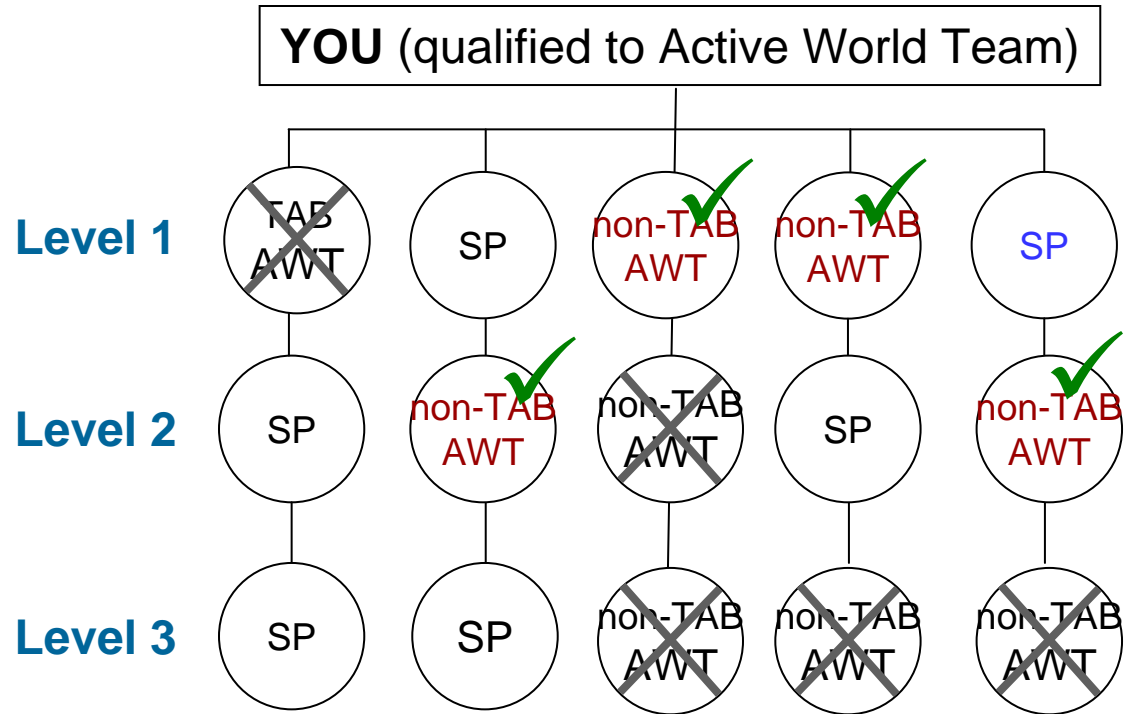 YOU (qualified to Active World Team)
Level 1
TAB
AWT
SP
non-TAB
AWT
non-TAB
AWT
SP
Level 2
SP
non-TAB
AWT
non-TAB
AWT
SP
non-TAB
AWT
Level 3
SP
SP
non-TAB
AWT
non-TAB
AWT
non-TAB
AWT